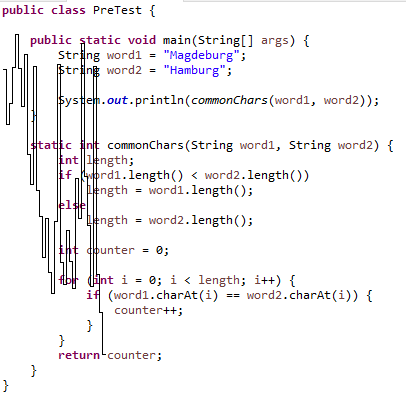 public class PreTest {
public static void main(String[] args) {
String word1 = "Magdeburg";
String word2 = "Hamburg";
System.out.println(commonChars(word1, word2));
}
static int commonChars(String word1, String word2) {
int length;
if (word1.length() < word2.length())
length = word1.length();
else
length = word2.length();
int counter = 0;
for (int i = 0; i < length; i++) {
if (word1.charAt(i) == word2.charAt(i)) {
counter++;
}
}
return counter;
}
}